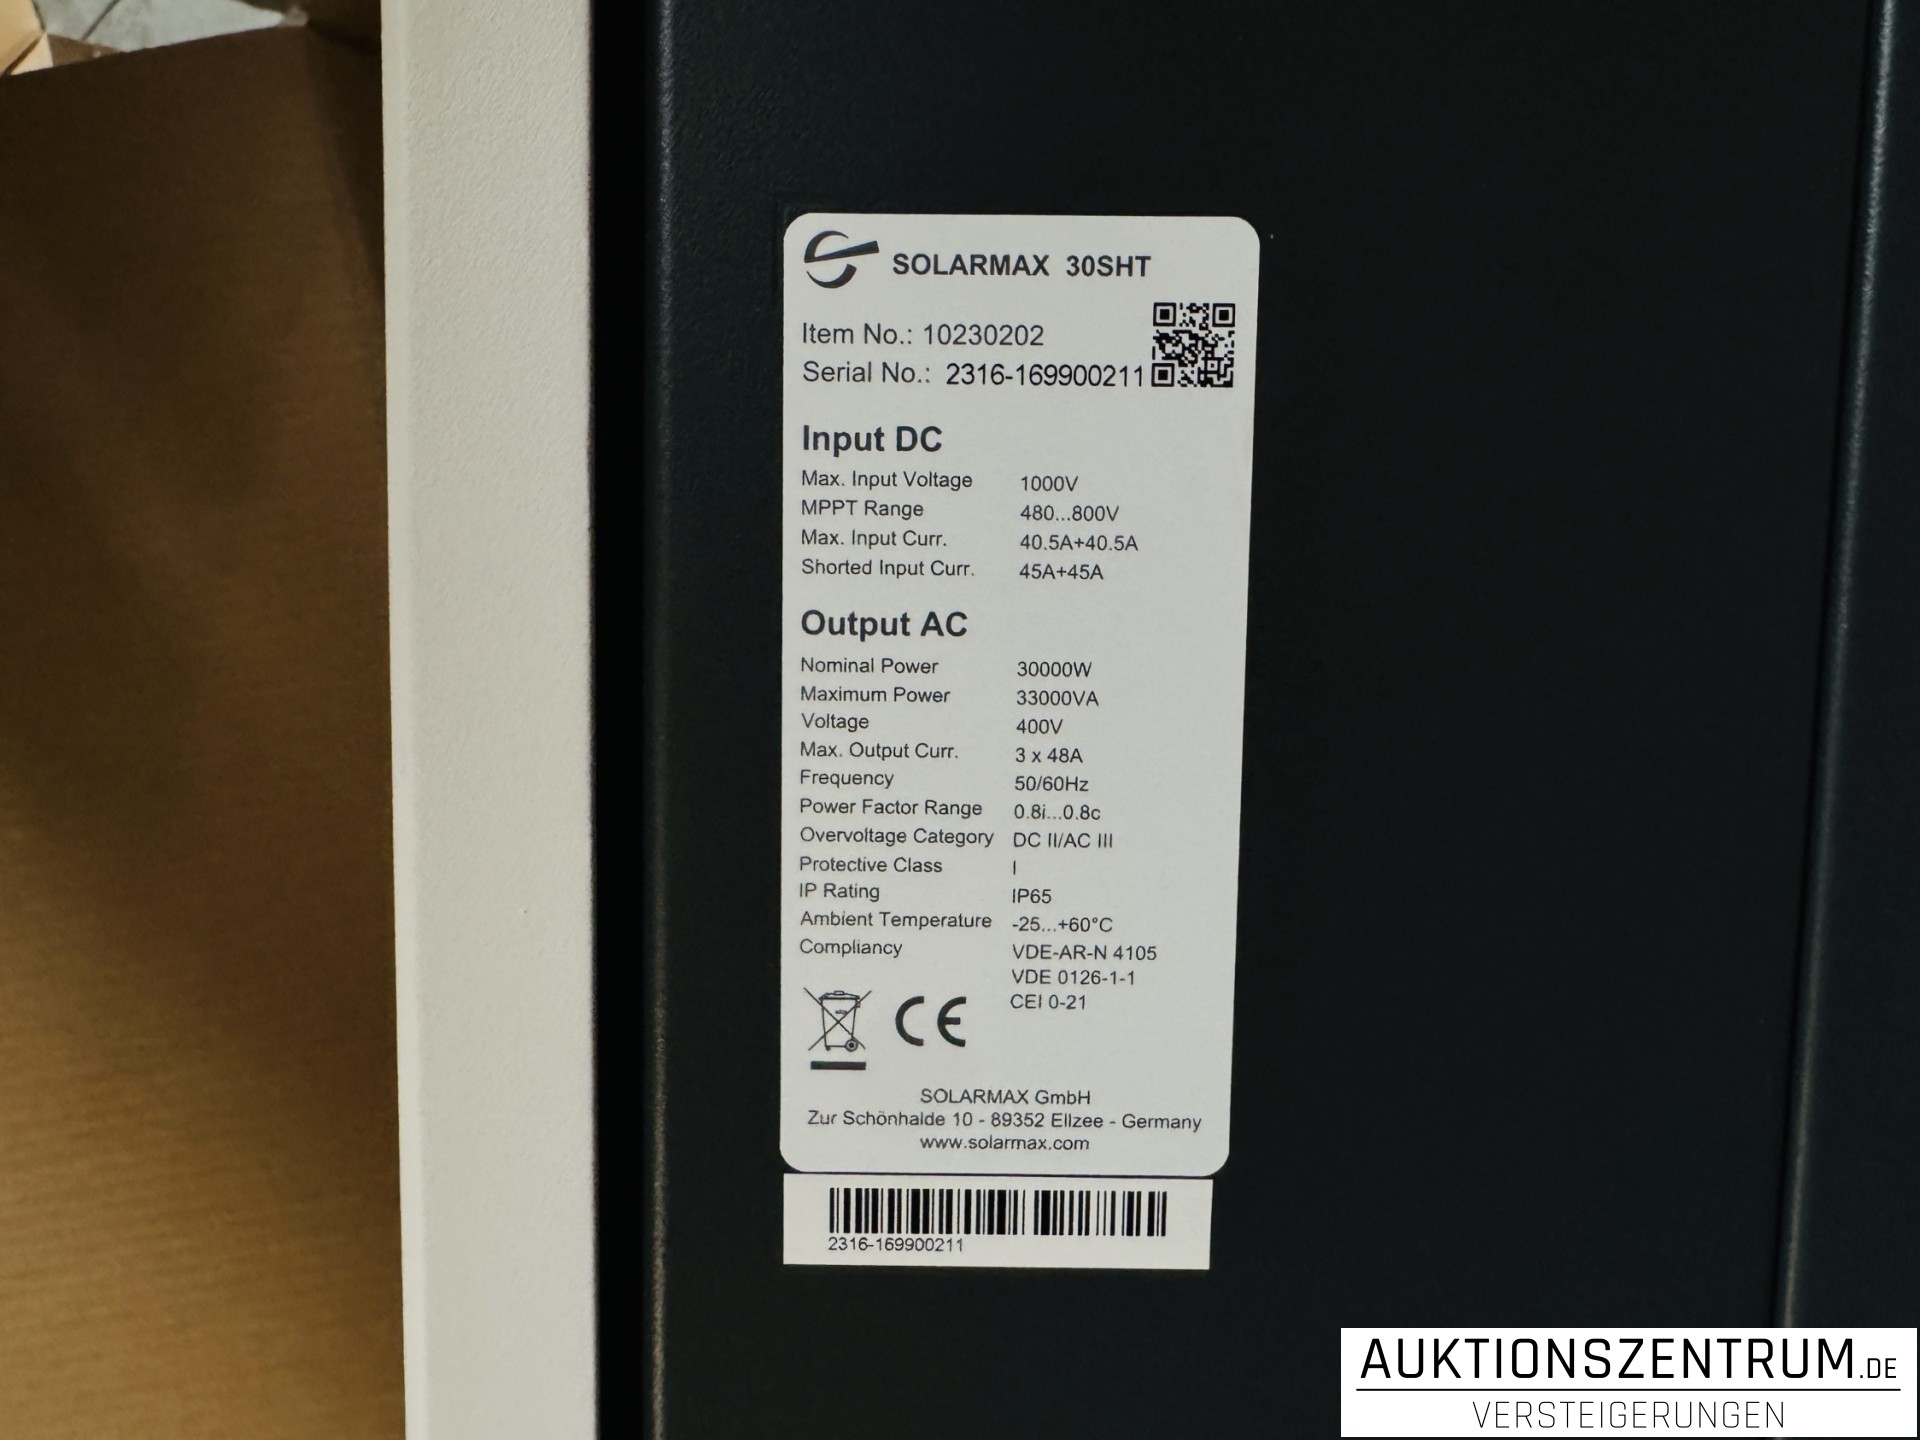 SOLARMAX 30SHT
Item No.: 10230202
Serial No.: 2316-169900211
Input DC
Max. Input Voltage 1000V
MPPT Range 480...800V
Max. Input Curr. 40.5A+40.5A
Shorted Input Curr. 45A+45A
Output AC
Nominal Power 30000W
Maximum Power 33000VA
Voltage 400V
Max. Output Curr. 3 x 48A
Frequency 50/60Hz
Power Factor Range 0.8i...0.8c
Overvoltage Category DC II/AC III
Protective Class I
IP Rating IP65
Ambient Temperature -25...+60°C
Compliancy VDE-AR-N 4105
VDE 0126-1-1
CEI 0-21
CE
SOLARMAX GmbH
Zur Schönhalde 10 - 89352 Ellzee - Germany
www.solarmax.com
2316-169900211
AUKTIONSZENTRUM.DE
VERSTEIGERUNGEN